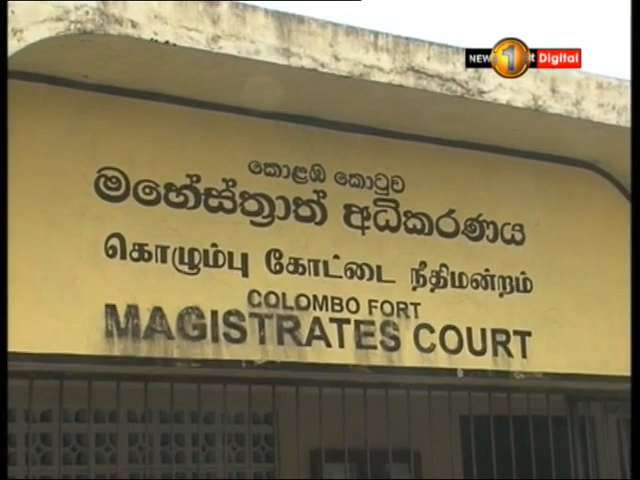 NEWS 1st Digital
කොළඹ කොටුව
මහේස්ත්‍රාත් අධිකරණය
கொழும்பு கோட்டை நீதிமன்றம்
COLOMBO FORT
MAGISTRATES COURT